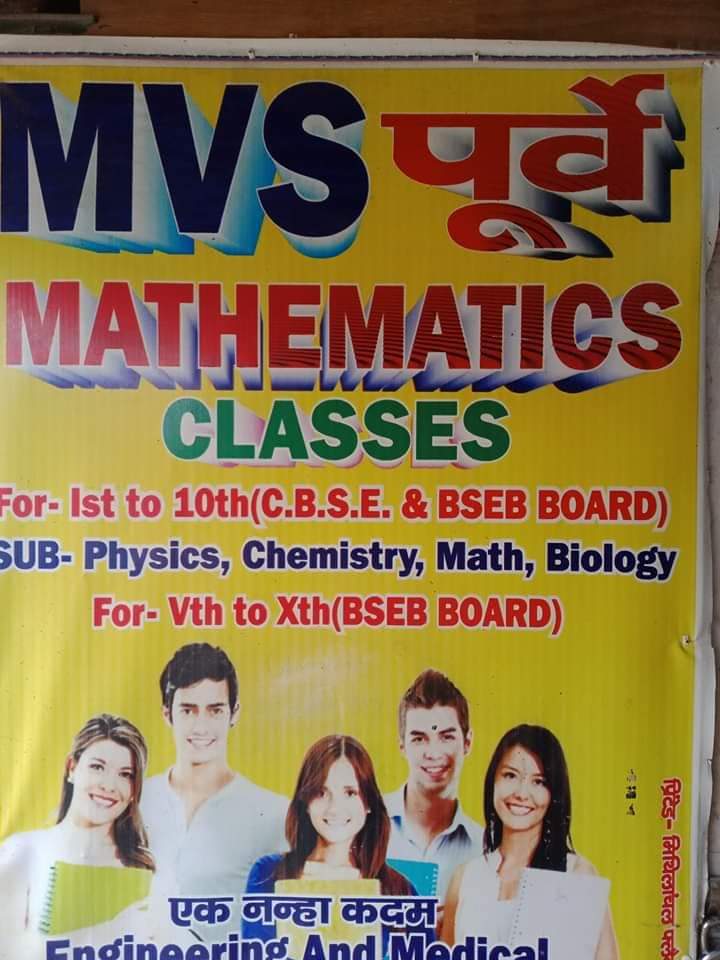 MVS पूर्वे
MATHEMATICS
CLASSES
For- Ist to 10th(C.B.S.E. & BSEB BOARD)
SUB- Physics, Chemistry, Math, Biology
For- Vth to Xth(BSEB BOARD)
एक नन्हा कदम
Engineering And Medical
प्रिंटेड- मिथिलांचल